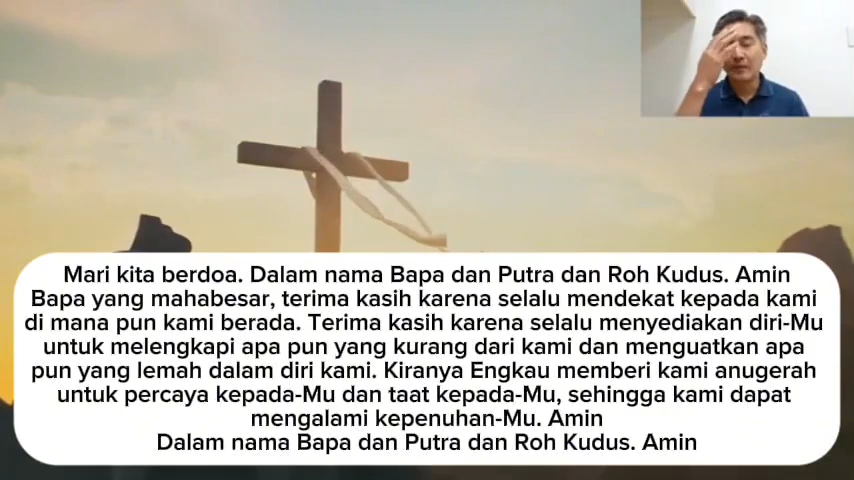 Mari kita berdoa. Dalam nama Bapa dan Putra dan Roh Kudus. Amin
Bapa yang mahabesar, terima kasih karena selalu mendekat kepada kami
di mana pun kami berada. Terima kasih karena selalu menyediakan diri-Mu
untuk melengkapi apa pun yang kurang dari kami dan menguatkan apa
pun yang lemah dalam diri kami. Kiranya Engkau memberi kami anugerah
untuk percaya kepada-Mu dan taat kepada-Mu, sehingga kami dapat
mengalami kepenuhan-Mu. Amin
Dalam nama Bapa dan Putra dan Roh Kudus. Amin